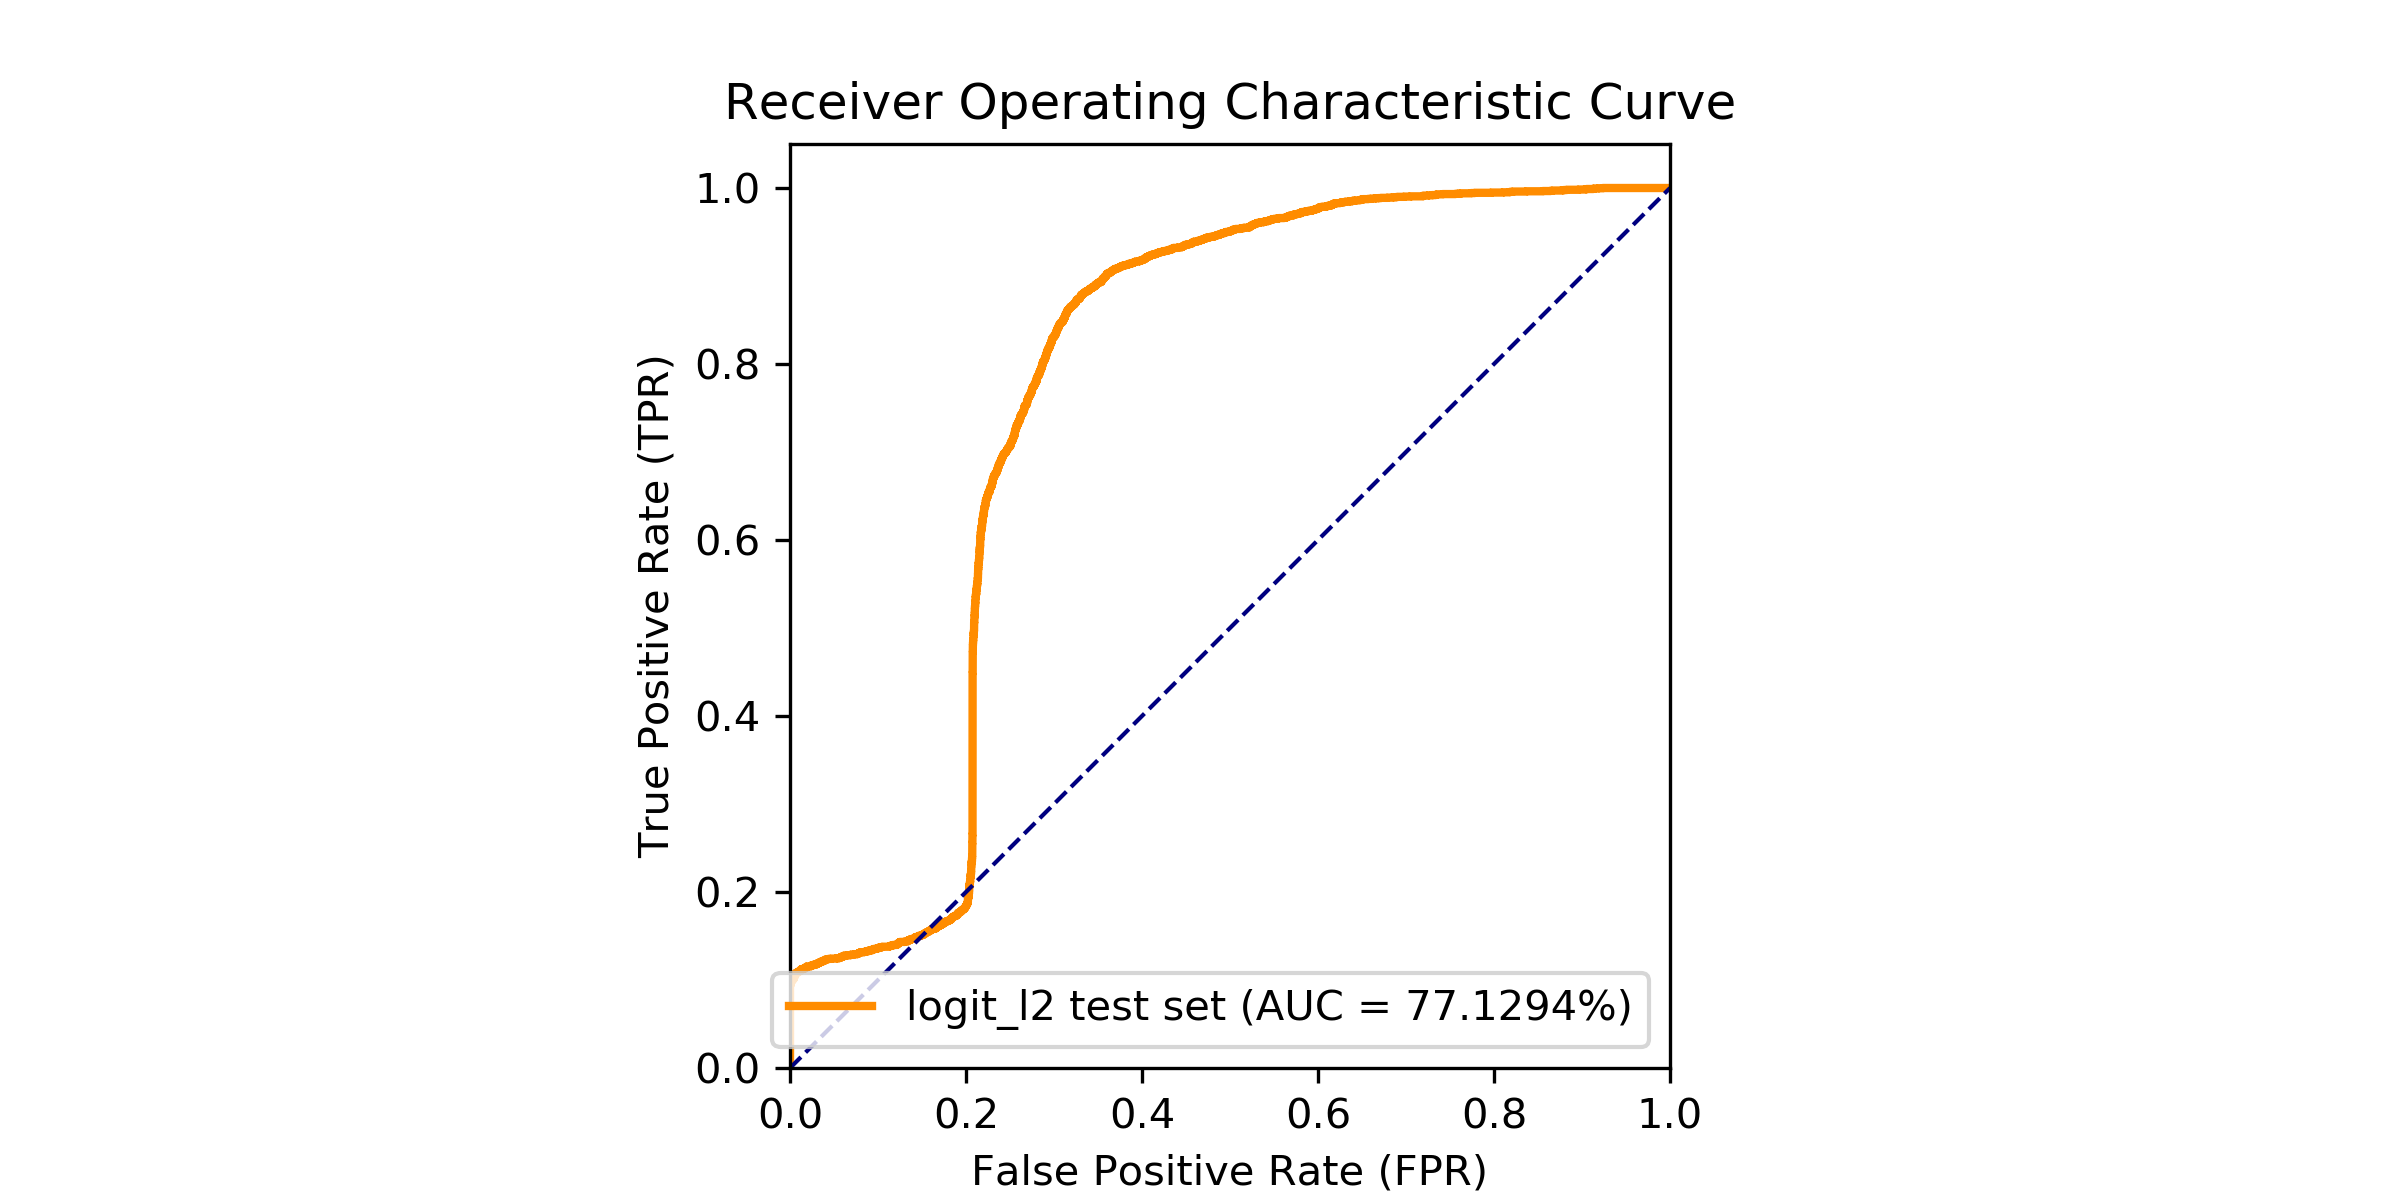 Receiver Operating Characteristic Curve
True Positive Rate (TPR)
1.0
0.8
0.6
0.4
0.2
0.0
logit_l2 test set (AUC = 77.1294%)
0.0 0.2 0.4 0.6 0.8 1.0
False Positive Rate (FPR)